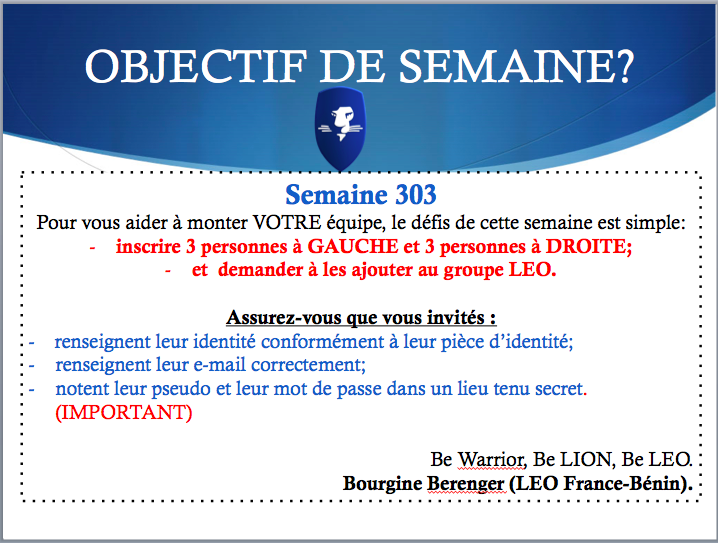 OBJECTIF DE SEMAINE?
Semaine 303
Pour vous aider à monter VOTRE équipe, le défis de cette semaine est simple:
- inscrire 3 personnes à GAUCHE et 3 personnes à DROITE;
- et demander à les ajouter au groupe LEO.
Assurez-vous que vous invités :
- renseignent leur identité conformément à leur pièce d'identité;
- renseignent leur e-mail correctement;
- notent leur pseudo et leur mot de passe dans un lieu tenu secret.
(IMPORTANT)
Be Warrior, Be LION, Be LEO.
Bourgine Berenger (LEO France-Bénin).